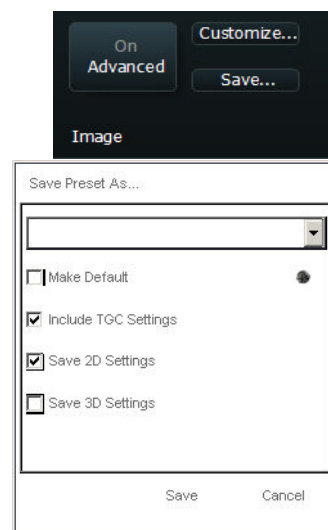 On
Advanced
Customize...
Save...
Image
Save Preset As...
Make Default
Include TGC Settings
Save 2D Settings
Save 3D Settings
Save
Cancel